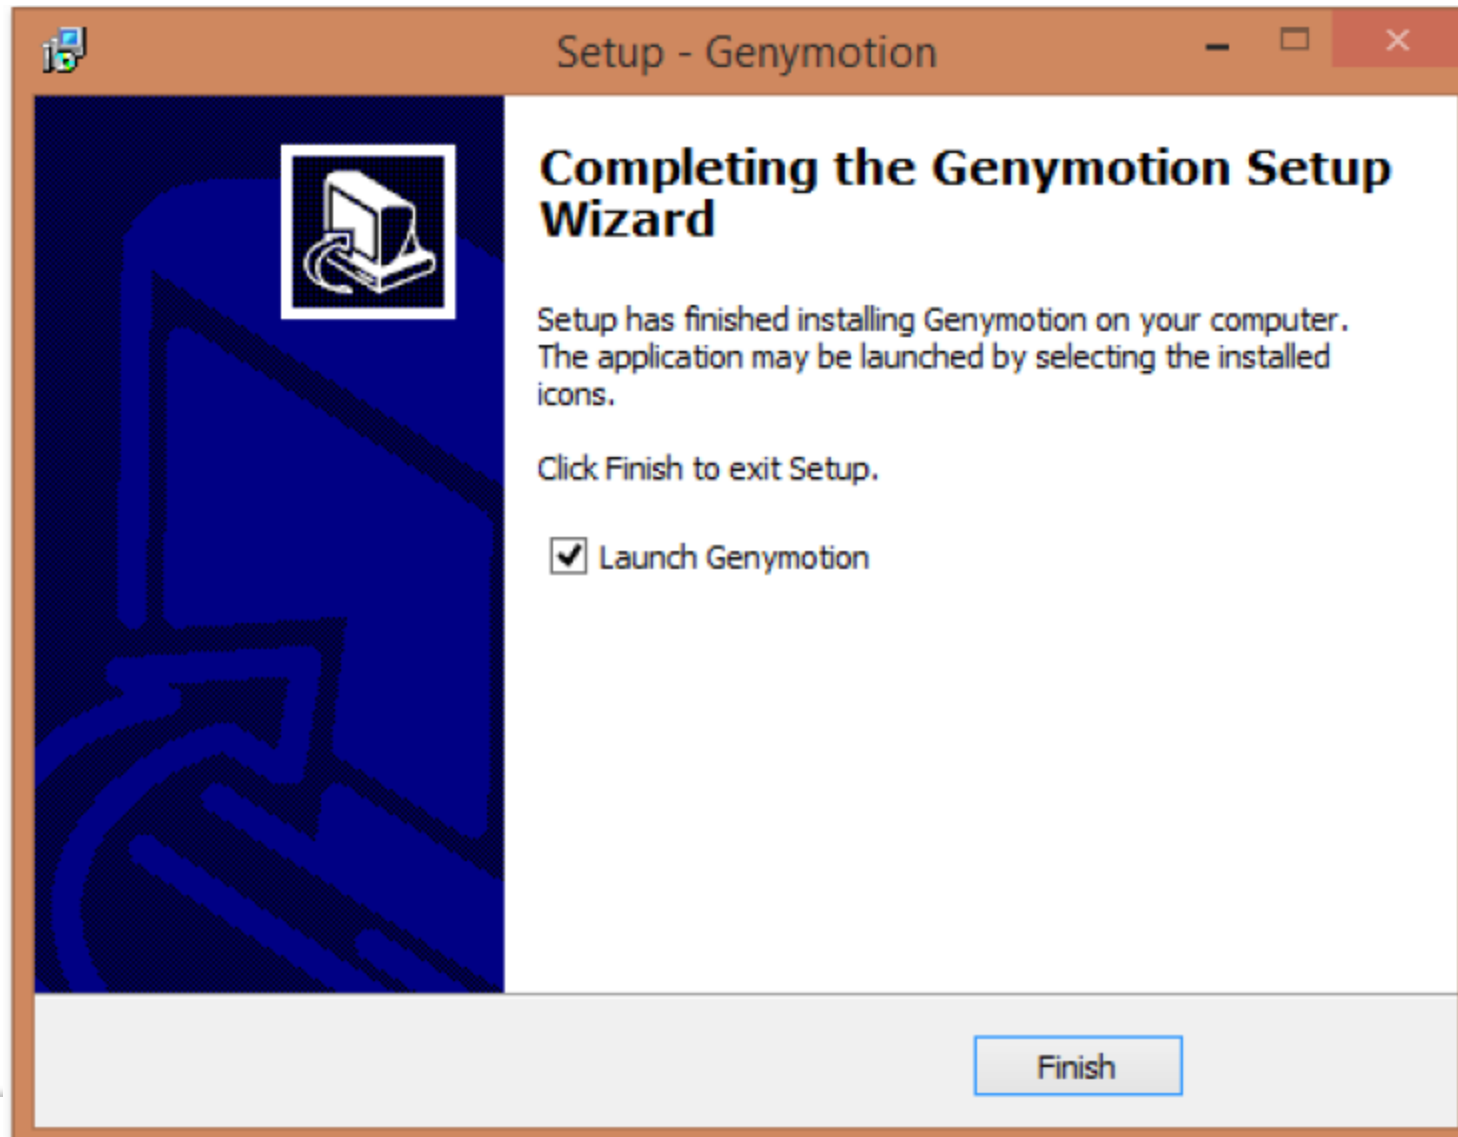 Setup - Genymotion
Completing the Genymotion Setup
Wizard
Setup has finished installing Genymotion on your computer.
The application may be launched by selecting the installed
icons.
Click Finish to exit Setup.
Launch Genymotion
Finish